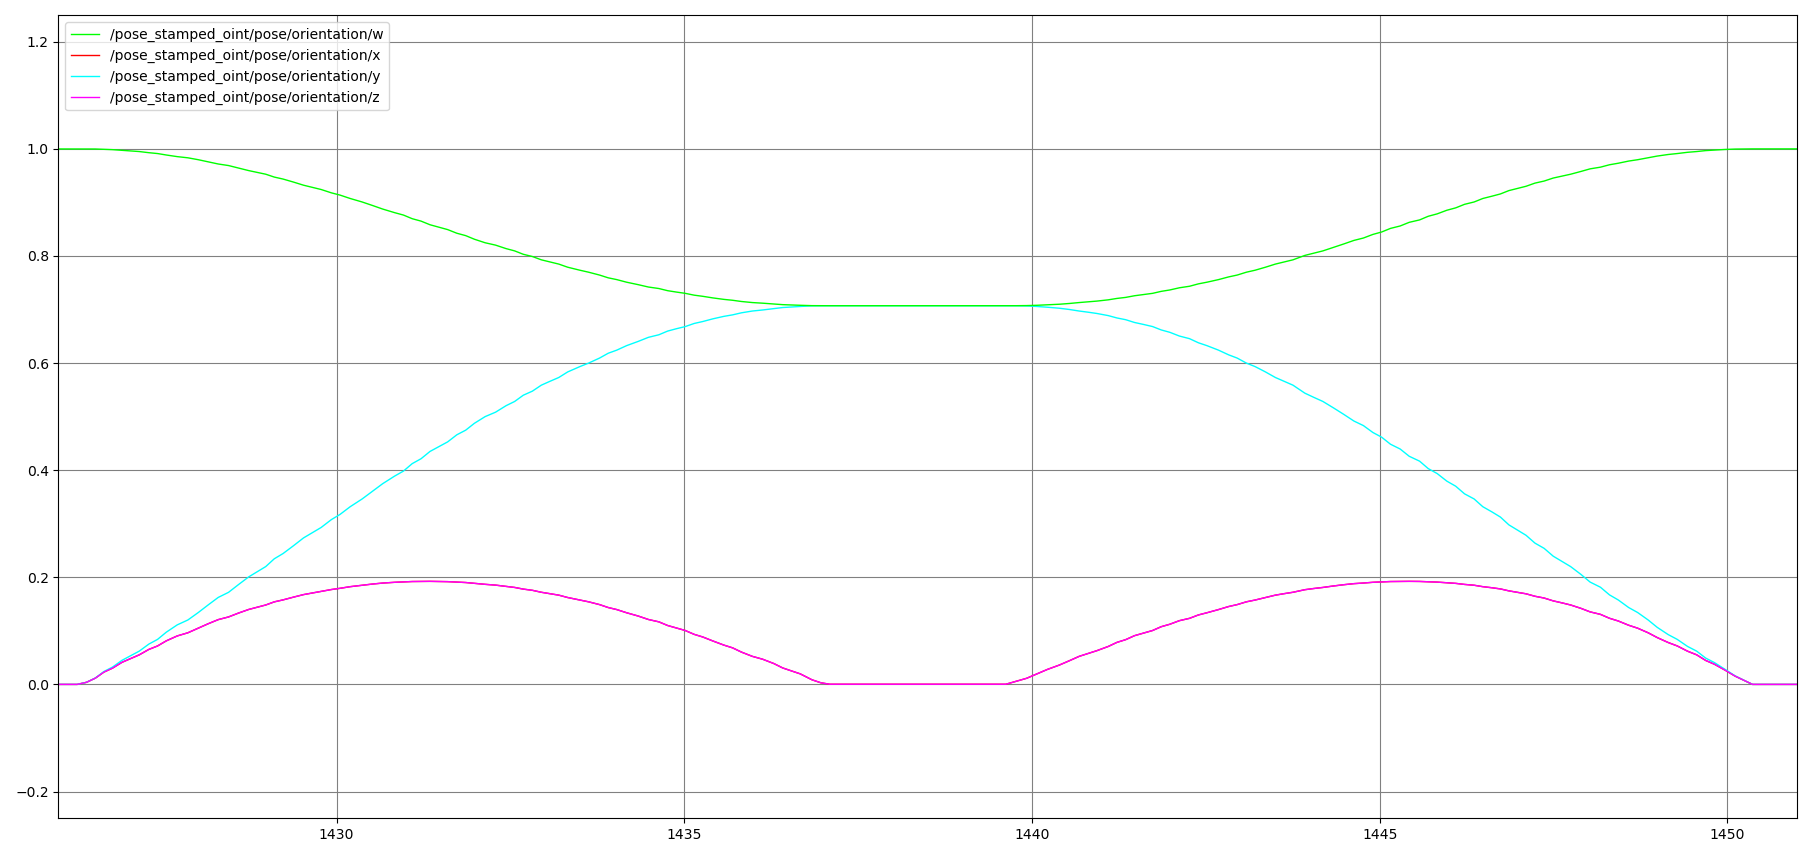 /pose_stamped_oint/pose/orientation/w
/pose_stamped_oint/pose/orientation/x
/pose_stamped_oint/pose/orientation/y
/pose_stamped_oint/pose/orientation/z
1.2
1.0
0.8
0.6
0.4
0.2
0.0
−0.2
1430 1435 1440 1445 1450